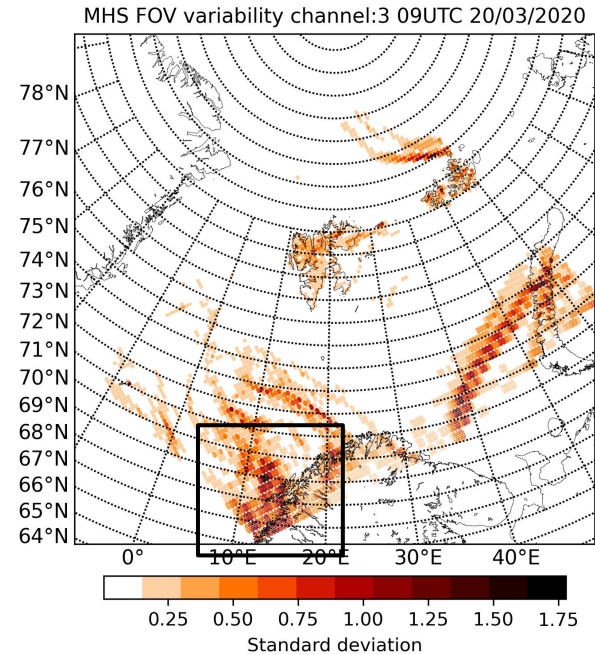 MHS FOV variability channel:3 09UTC 20/03/2020
78°N
77°N
76°N
75°N
74°N
73°N
72°N
71°N
70°N
69°N
68°N
67°N
66°N
65°N
64°N
0° 10°E 20°E 30°E 40°E
0.25 0.50 0.75 1.00 1.25 1.50 1.75
Standard deviation